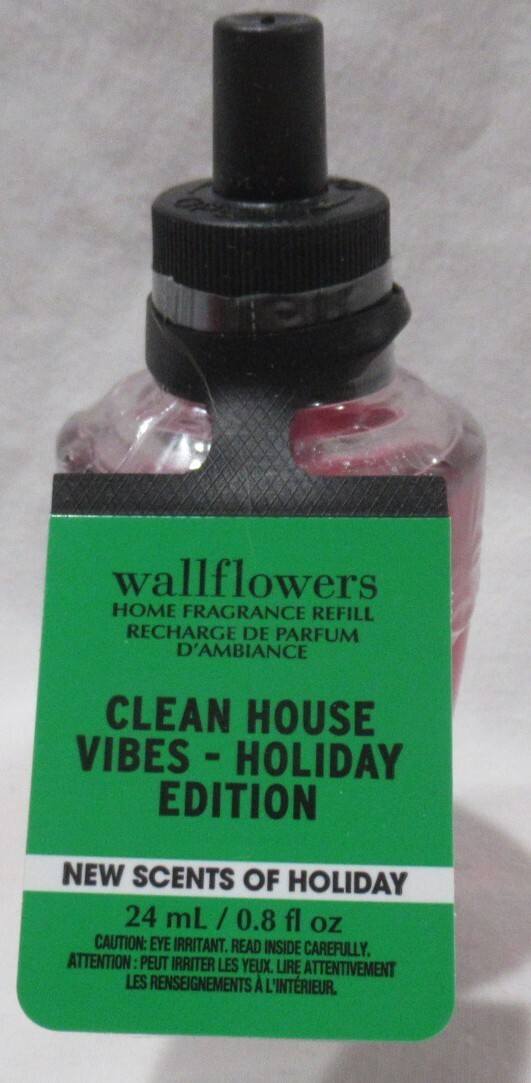 wallflowers
HOME FRAGRANCE REFILL
RECHARGE DE PARFUM
D'AMBIANCE
CLEAN HOUSE
VIBES - HOLIDAY
EDITION
NEW SCENTS OF HOLIDAY
24 mL / 0.8 fl oz
CAUTION: EYE IRRITANT. READ INSIDE CAREFULLY.
ATTENTION : PEUT IRRITER LES YEUX. LIRE ATTENTIVEMENT
LES RENSEIGNEMENTS À L'INTÉRIEUR.